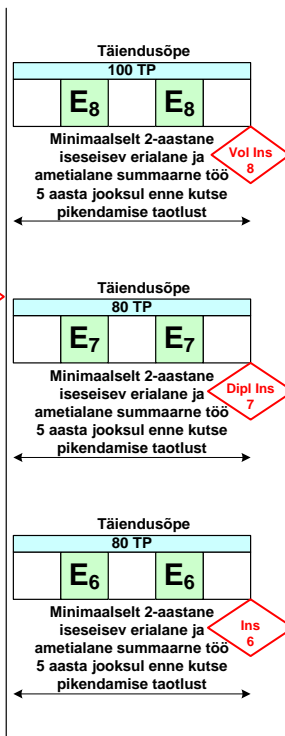 Täiendusõpe
100 TP
E8 E8
Minimaalselt 2-aastane
iseseisev erialane ja
ametialane summaarne töö
5 aasta jooksul enne kutse
pikendamise taotlust
Vol Ins
8
Täiendusõpe
80 TP
E7 E7
Minimaalselt 2-aastane
iseseisev erialane ja
ametialane summaarne töö
5 aasta jooksul enne kutse
pikendamise taotlust
Dipl Ins
7
Täiendusõpe
80 TP
E6 E6
Minimaalselt 2-aastane
iseseisev erialane ja
ametialane summaarne töö
5 aasta jooksul enne kutse
pikendamise taotlust
Ins
6